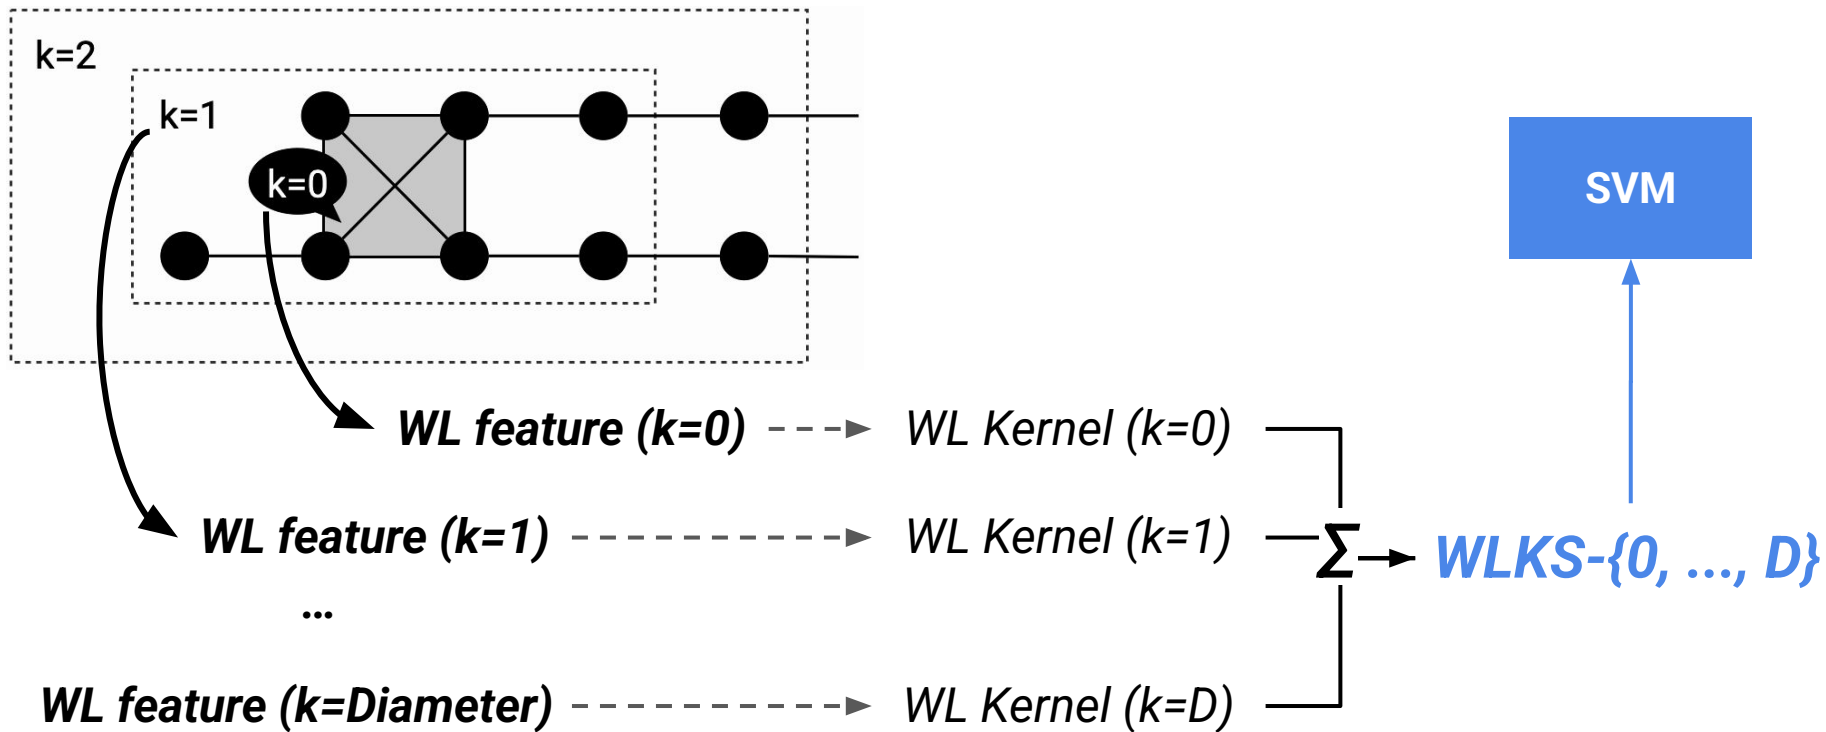 k=2
k=1
k=0
SVM
WL feature (k=0)
WL Kernel (k=0)
WL feature (k=1)
WL Kernel (k=1)
Σ
WLKS-{0, ..., D}
...
WL feature (k=Diameter)
WL Kernel (k=D)